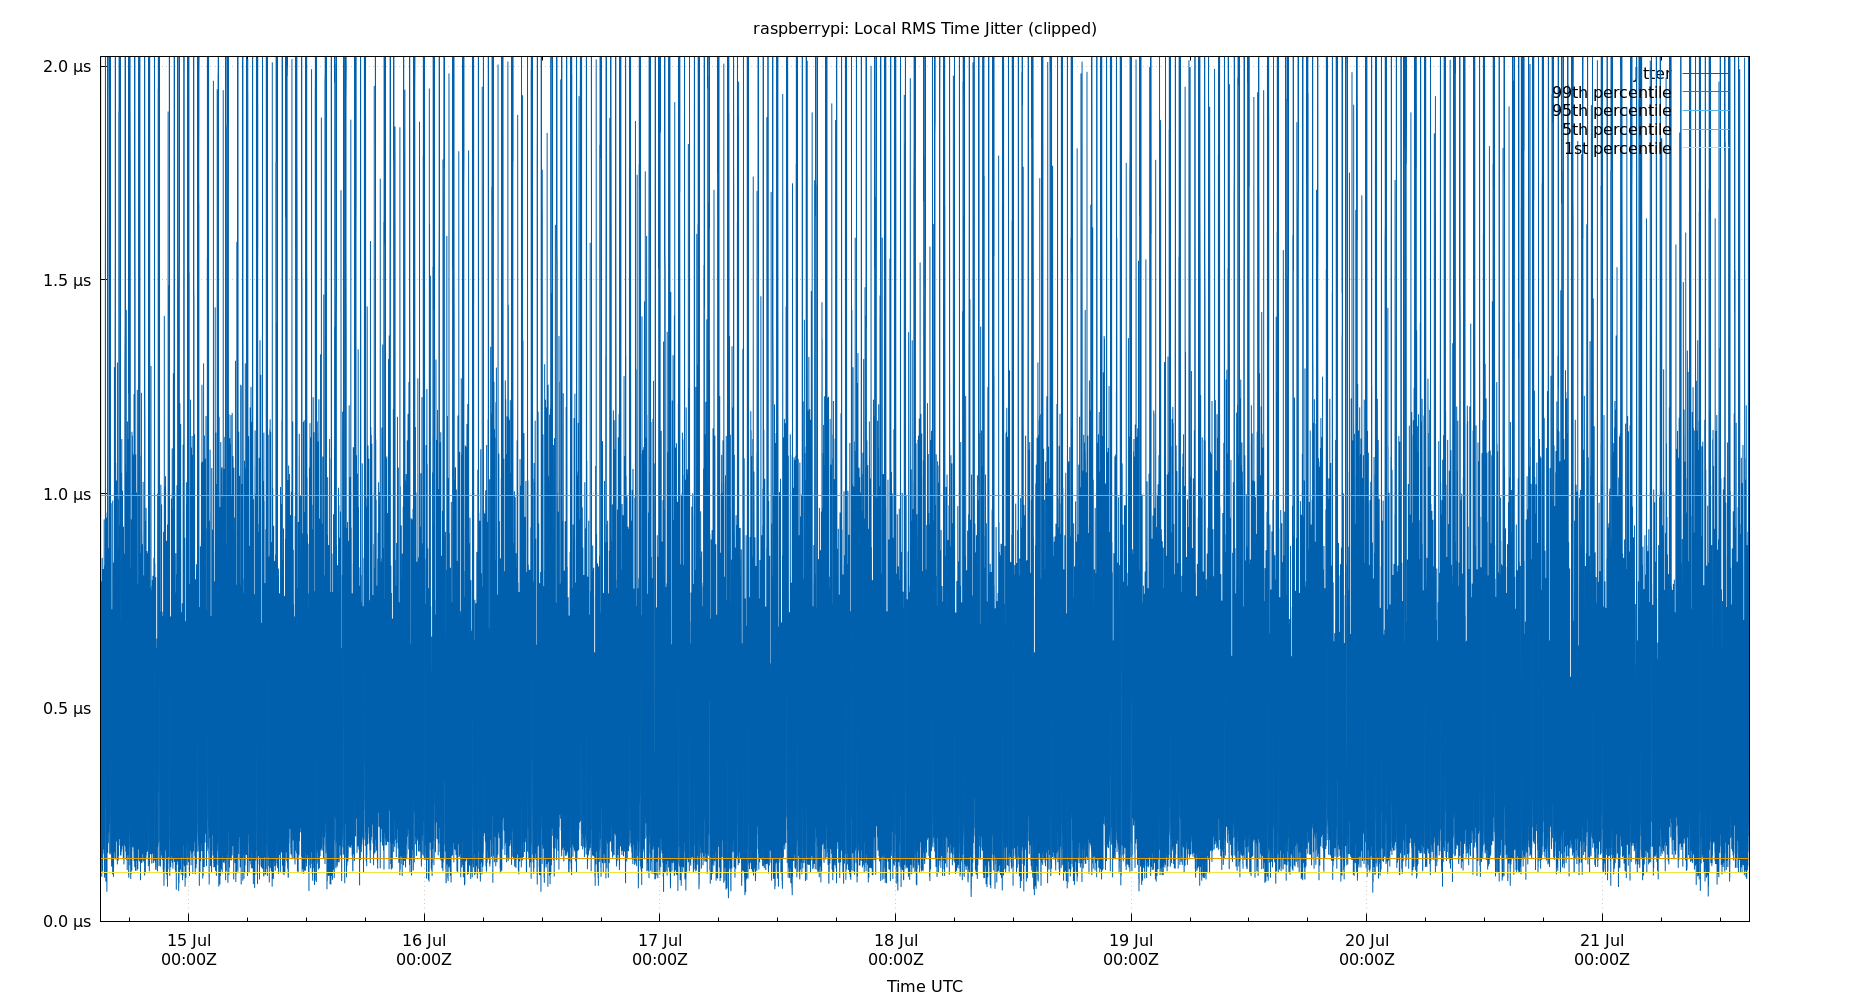 raspberrypi: Local RMS Time Jitter (clipped)
2.0 µs
1.5 µs
1.0 µs
0.5 µs
0.0 µs
jitter
99th percentile
95th percentile
5th percentile
1st percentile
15 Jul
00:00Z
16 Jul
00:00Z
17 Jul
00:00Z
18 Jul
00:00Z
19 Jul
00:00Z
20 Jul
00:00Z
21 Jul
00:00Z
Time UTC